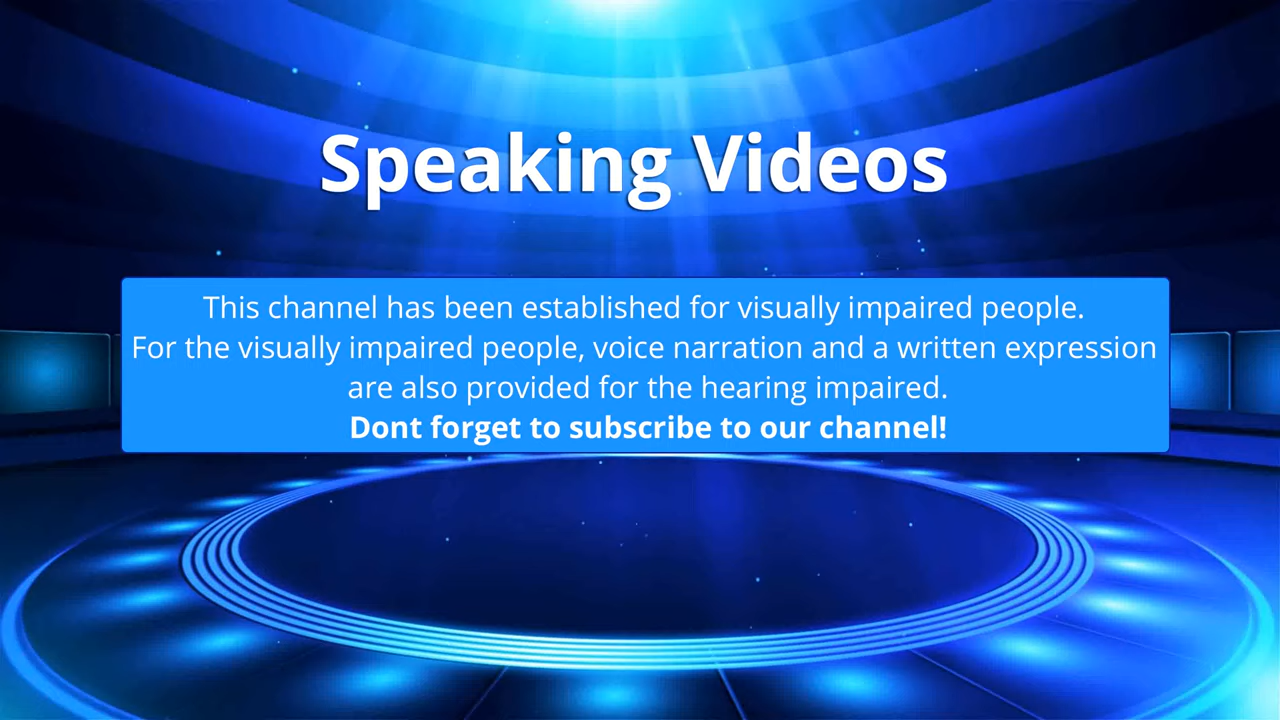 Speaking Videos
This channel has been established for visually impaired people.
For the visually impaired people, voice narration and a written expression
are also provided for the hearing impaired.
Dont forget to subscribe to our channel!